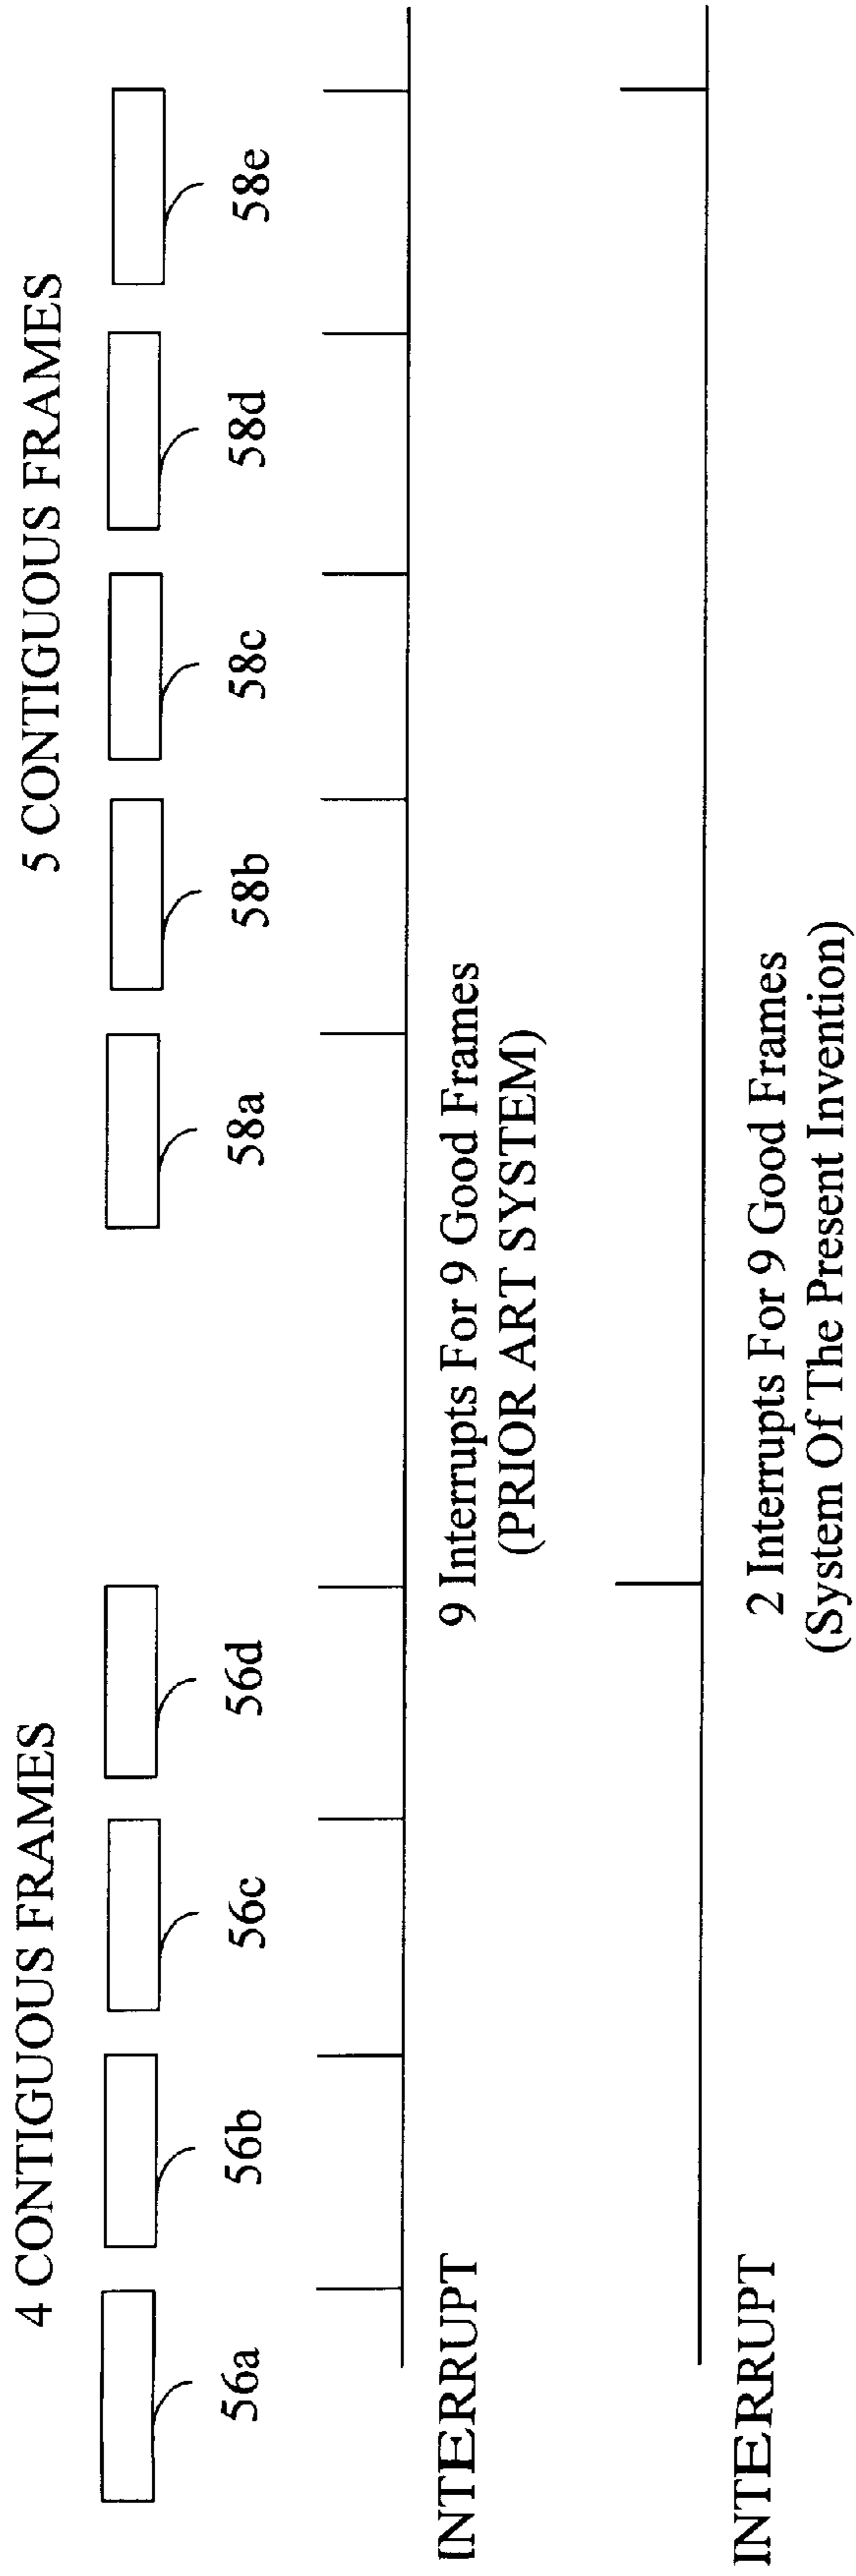 4 CONTIGUOUS FRAMES
5 CONTIGUOUS FRAMES
56a
56b
56c
56d
58a
58b
58c
58d
58e
INTERRUPT
9 Interrupts For 9 Good Frames
(PRIOR ART SYSTEM)
INTERRUPT
2 Interrupts For 9 Good Frames
(System Of The Present Invention)